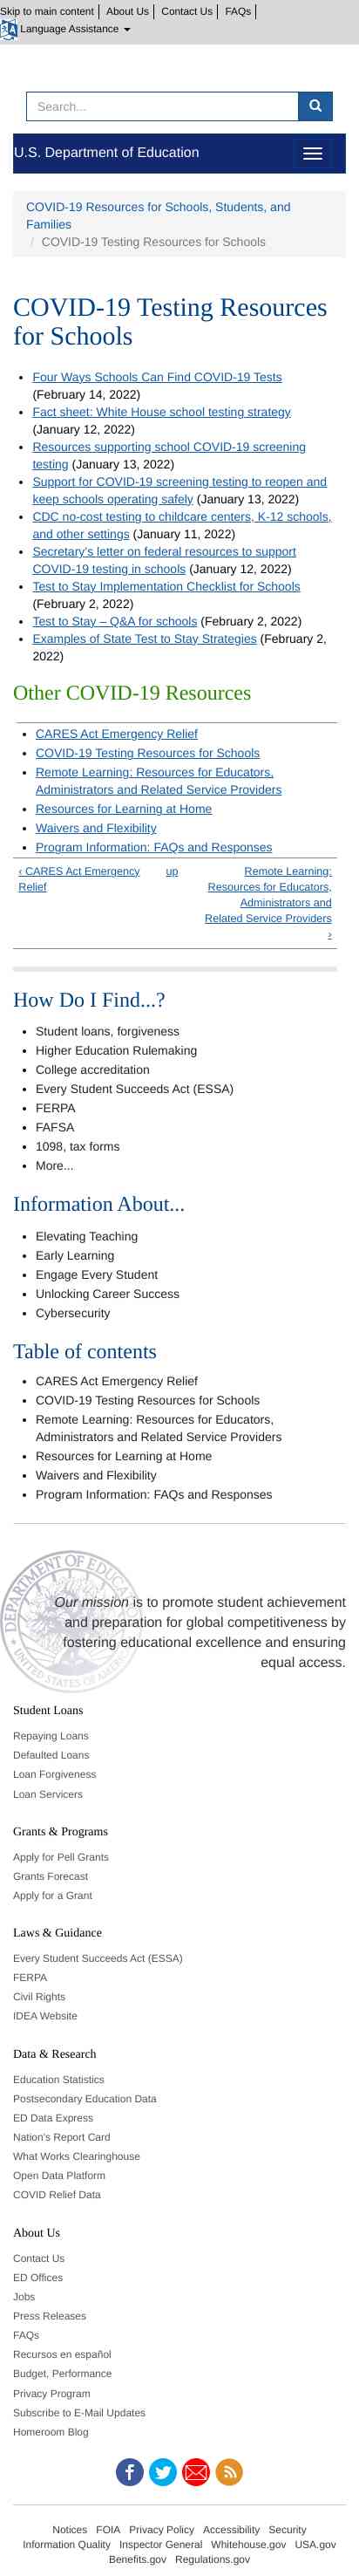 Skip to main content | About Us | Contact Us | FAQs |
Language Assistance
Search...
U.S. Department of Education
COVID-19 Resources for Schools, Students, and
Families
/ COVID-19 Testing Resources for Schools
COVID-19 Testing Resources
for Schools
• Four Ways Schools Can Find COVID-19 Tests
(February 14, 2022)
• Fact sheet: White House school testing strategy
(January 12, 2022)
• Resources supporting school COVID-19 screening
testing (January 13, 2022)
• Support for COVID-19 screening testing to reopen and
keep schools operating safely (January 13, 2022)
• CDC no-cost testing to childcare centers, K-12 schools,
and other settings (January 11, 2022)
• Secretary's letter on federal resources to support
COVID-19 testing in schools (January 12, 2022)
• Test to Stay Implementation Checklist for Schools
(February 2, 2022)
• Test to Stay – Q&A for schools (February 2, 2022)
• Examples of State Test to Stay Strategies (February 2,
2022)
Other COVID-19 Resources
• CARES Act Emergency Relief
• COVID-19 Testing Resources for Schools
• Remote Learning: Resources for Educators,
Administrators and Related Service Providers
• Resources for Learning at Home
• Waivers and Flexibility
• Program Information: FAQs and Responses
‹ CARES Act Emergency
Relief
up
Remote Learning:
Resources for Educators,
Administrators and
Related Service Providers
›
How Do I Find...?
• Student loans, forgiveness
• Higher Education Rulemaking
• College accreditation
• Every Student Succeeds Act (ESSA)
• FERPA
• FAFSA
• 1098, tax forms
• More...
Information About...
• Elevating Teaching
• Early Learning
• Engage Every Student
• Unlocking Career Success
• Cybersecurity
Table of contents
• CARES Act Emergency Relief
• COVID-19 Testing Resources for Schools
• Remote Learning: Resources for Educators,
Administrators and Related Service Providers
• Resources for Learning at Home
• Waivers and Flexibility
• Program Information: FAQs and Responses
Our mission is to promote student achievement
and preparation for global competitiveness by
fostering educational excellence and ensuring
equal access.
Student Loans
Repaying Loans
Defaulted Loans
Loan Forgiveness
Loan Servicers
Grants & Programs
Apply for Pell Grants
Grants Forecast
Apply for a Grant
Laws & Guidance
Every Student Succeeds Act (ESSA)
FERPA
Civil Rights
IDEA Website
Data & Research
Education Statistics
Postsecondary Education Data
ED Data Express
Nation's Report Card
What Works Clearinghouse
Open Data Platform
COVID Relief Data
About Us
Contact Us
ED Offices
Jobs
Press Releases
FAQs
Recursos en español
Budget, Performance
Privacy Program
Subscribe to E-Mail Updates
Homeroom Blog
Notices FOIA Privacy Policy Accessibility Security
Information Quality Inspector General Whitehouse.gov USA.gov
Benefits.gov Regulations.gov